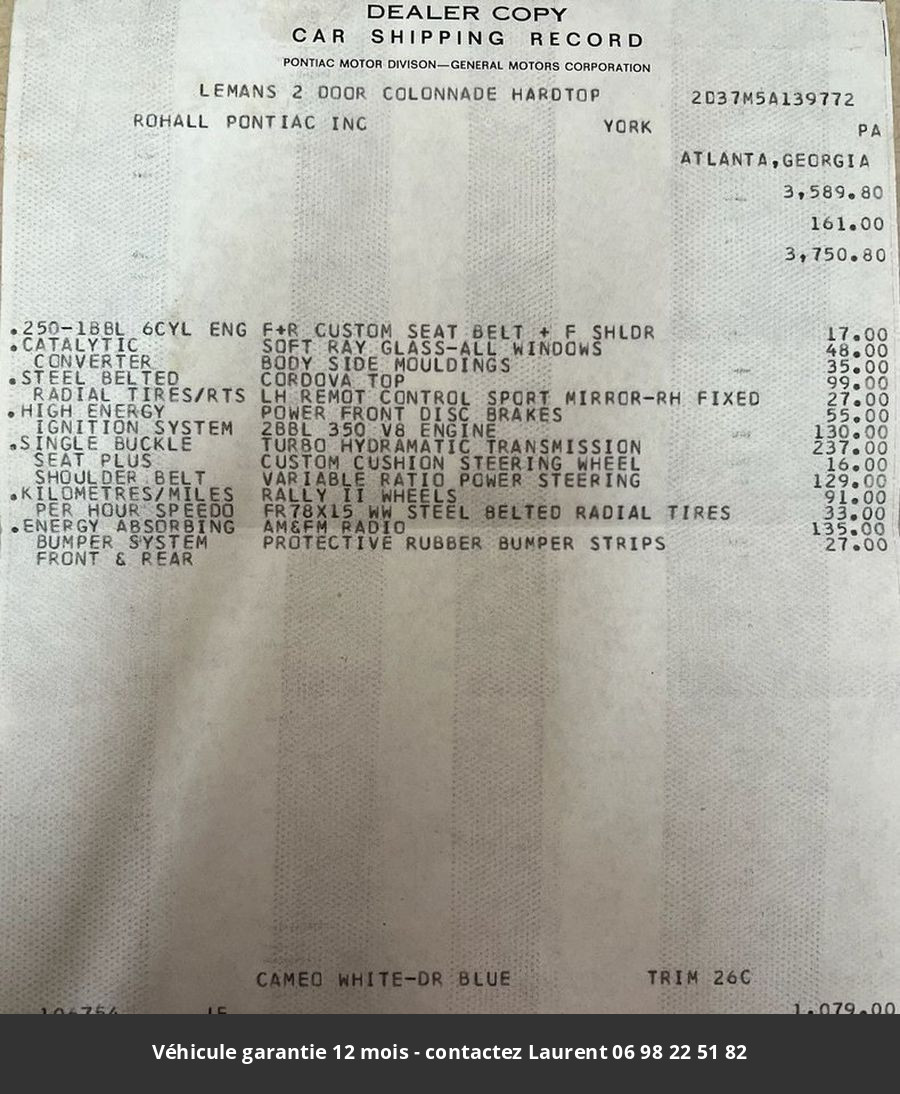 DEALER COPY
CAR SHIPPING RECORD
PONTIAC MOTOR DIVISON—GENERAL MOTORS CORPORATION
LEMANS 2 DOOR COLONNADE HARDTOP 2D37M5A139772
ROHALL PONTIAC INC YORK PA
ATLANTA,GEORGIA
3,589.80
161.00
3,750.80
.250-1BBL 6CYL ENG F+R CUSTOM SEAT BELT + F SHLDR 17.00
.CATALYTIC SOFT RAY GLASS-ALL WINDOWS 48.00
CONVERTER BODY SIDE MOULDINGS 35.00
.STEEL BELTED CORDOVA TOP 99.00
RADIAL TIRES/RTS LH REMOT CONTROL SPORT MIRROR-RH FIXED 27.00
.HIGH ENERGY POWER FRONT DISC BRAKES 55.00
IGNITION SYSTEM 2BBL 350 V8 ENGINE 130.00
.SINGLE BUCKLE TURBO HYDRAMATIC TRANSMISSION 237.00
SEAT PLUS CUSTOM CUSHION STEERING WHEEL 16.00
SHOULDER BELT VARIABLE RATIO POWER STEERING 129.00
.KILOMETRES/MILES RALLY II WHEELS 91.00
PER HOUR SPEEDO FR78X15 WW STEEL BELTED RADIAL TIRES 33.00
.ENERGY ABSORBING AM&FM RADIO 135.00
BUMPER SYSTEM PROTECTIVE RUBBER BUMPER STRIPS 27.00
FRONT & REAR
CAMEO WHITE-DR BLUE TRIM 26C
1,079.00
Véhicule garantie 12 mois - contactez Laurent 06 98 22 51 82